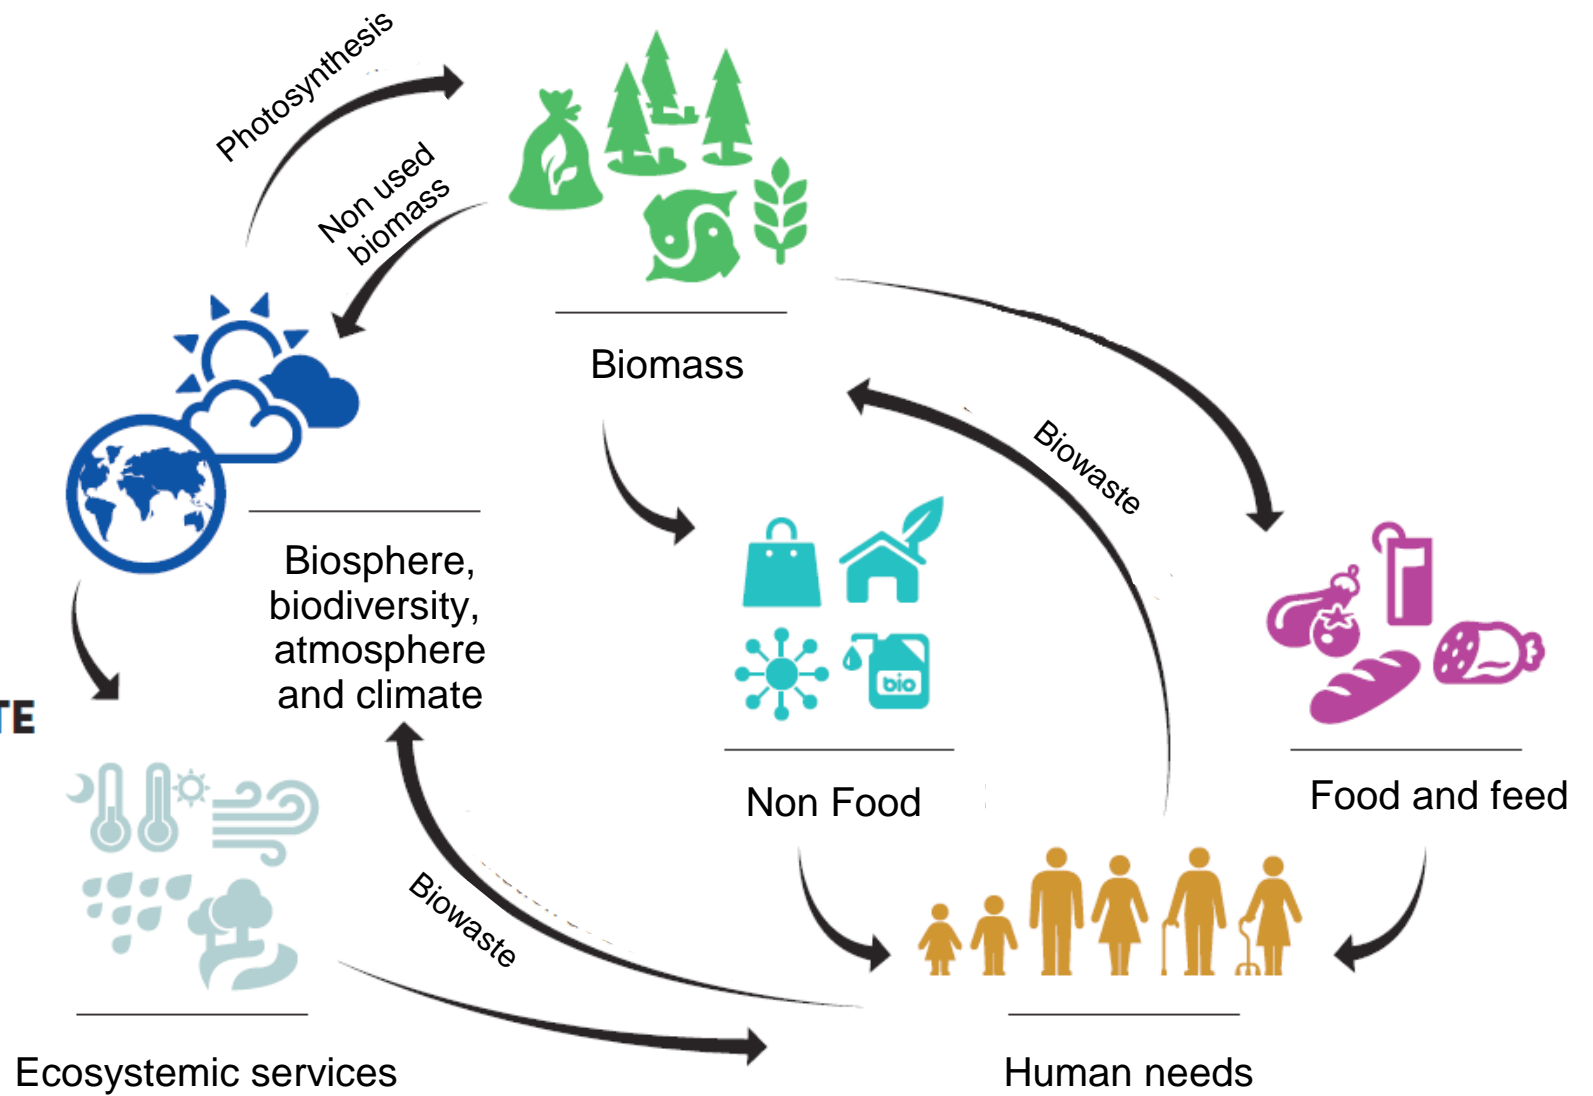 Photosynthesis
Non used
biomass
Biomass
Biowaste
Biosphere,
biodiversity,
atmosphere
and climate
bio
TE
Non Food
Food and feed
Biowaste
Ecosystemic services
Human needs